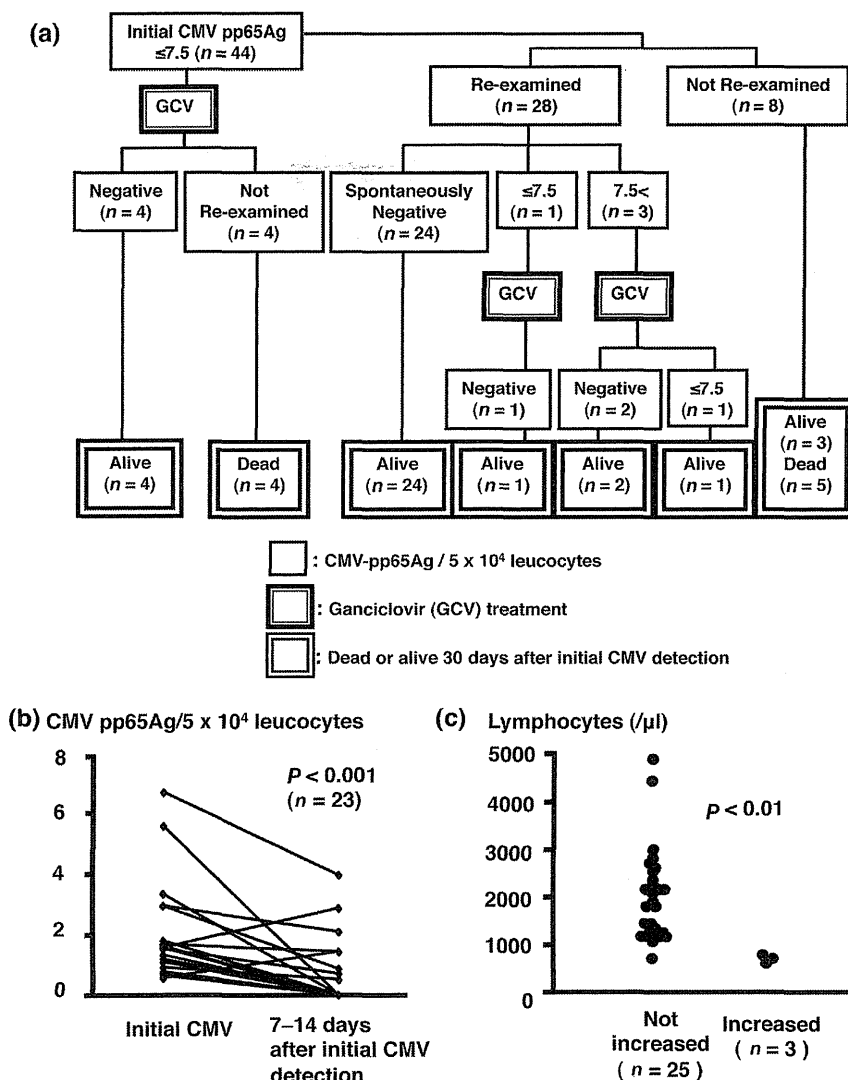 (a)
Initial CMV pp65Ag
≤7.5 (n = 44)
GCV
Re-examined
(n = 28)
Not Re-examined
(n = 8)
Negative
(n = 4)
Not
Re-examined
(n = 4)
Spontaneously
Negative
(n = 24)
≤7.5
(n = 1)
7.5<
(n = 3)
GCV
GCV
Negative
(n = 1)
Negative
(n = 2)
≤7.5
(n = 1)
Alive
(n = 4)
Dead
(n = 4)
Alive
(n = 24)
Alive
(n = 1)
Alive
(n = 2)
Alive
(n = 1)
Alive
(n = 3)
Dead
(n = 5)
: CMV-pp65Ag / 5 x 10⁴ leucocytes
: Ganciclovir (GCV) treatment
: Dead or alive 30 days after initial CMV detection
(b) CMV pp65Ag/5 x 10⁴ leucocytes
8
6
4
2
0
P < 0.001
(n = 23)
Initial CMV
7–14 days
after initial CMV
detection
(c) Lymphocytes (/μl)
5000
4000
3000
2000
1000
0
P < 0.01
Not
increased
(n = 25)
Increased
(n = 3)